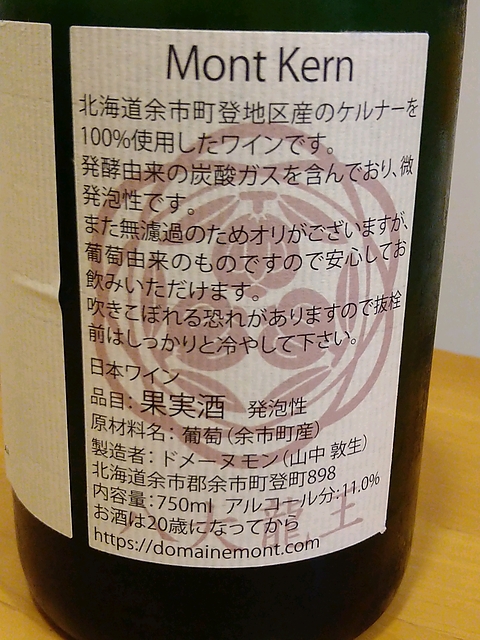 Mont Kern
北海道余市町登地区産のケルナーを
100%使用したワインです。
発酵由来の炭酸ガスを含んでおり、微
発泡性です。
また無濾過のためオリがございますが、
葡萄由来のものですので安心してお
飲みいただけます。
吹きこぼれる恐れがありますので抜栓
前はしっかりと冷やして下さい。
日本ワイン
品目：果実酒　発泡性
原材料名：葡萄（余市町産）
製造者：ドメーヌモン（山中 敦生）
北海道余市郡余市町登町898
内容量：750ml　アルコール分：11.0%
お酒は20歳になってから
https://domainemont.com